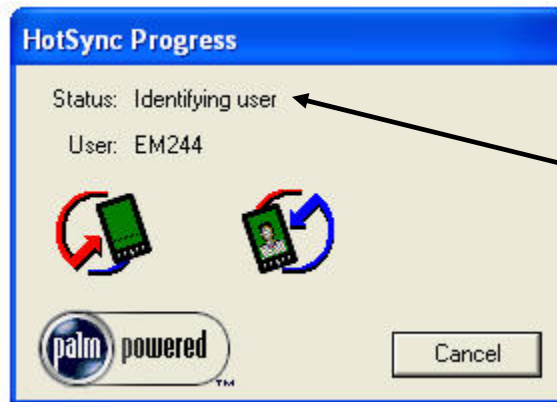 HotSync Progress
Status: Identifying user
User: EM244
palm powered
TM
Cancel